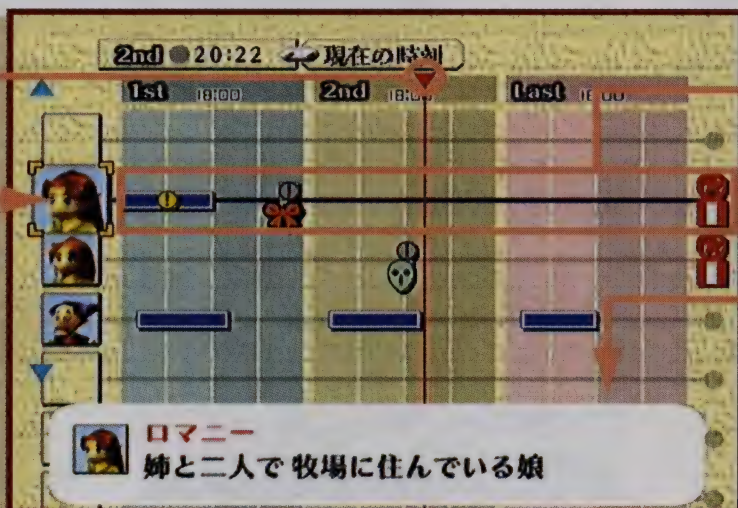 2nd 20:22 現在の時刻
1st 18:00 2nd 18:00 Last 18:00
ロマニー
姉と二人で 牧場に住んでいる娘